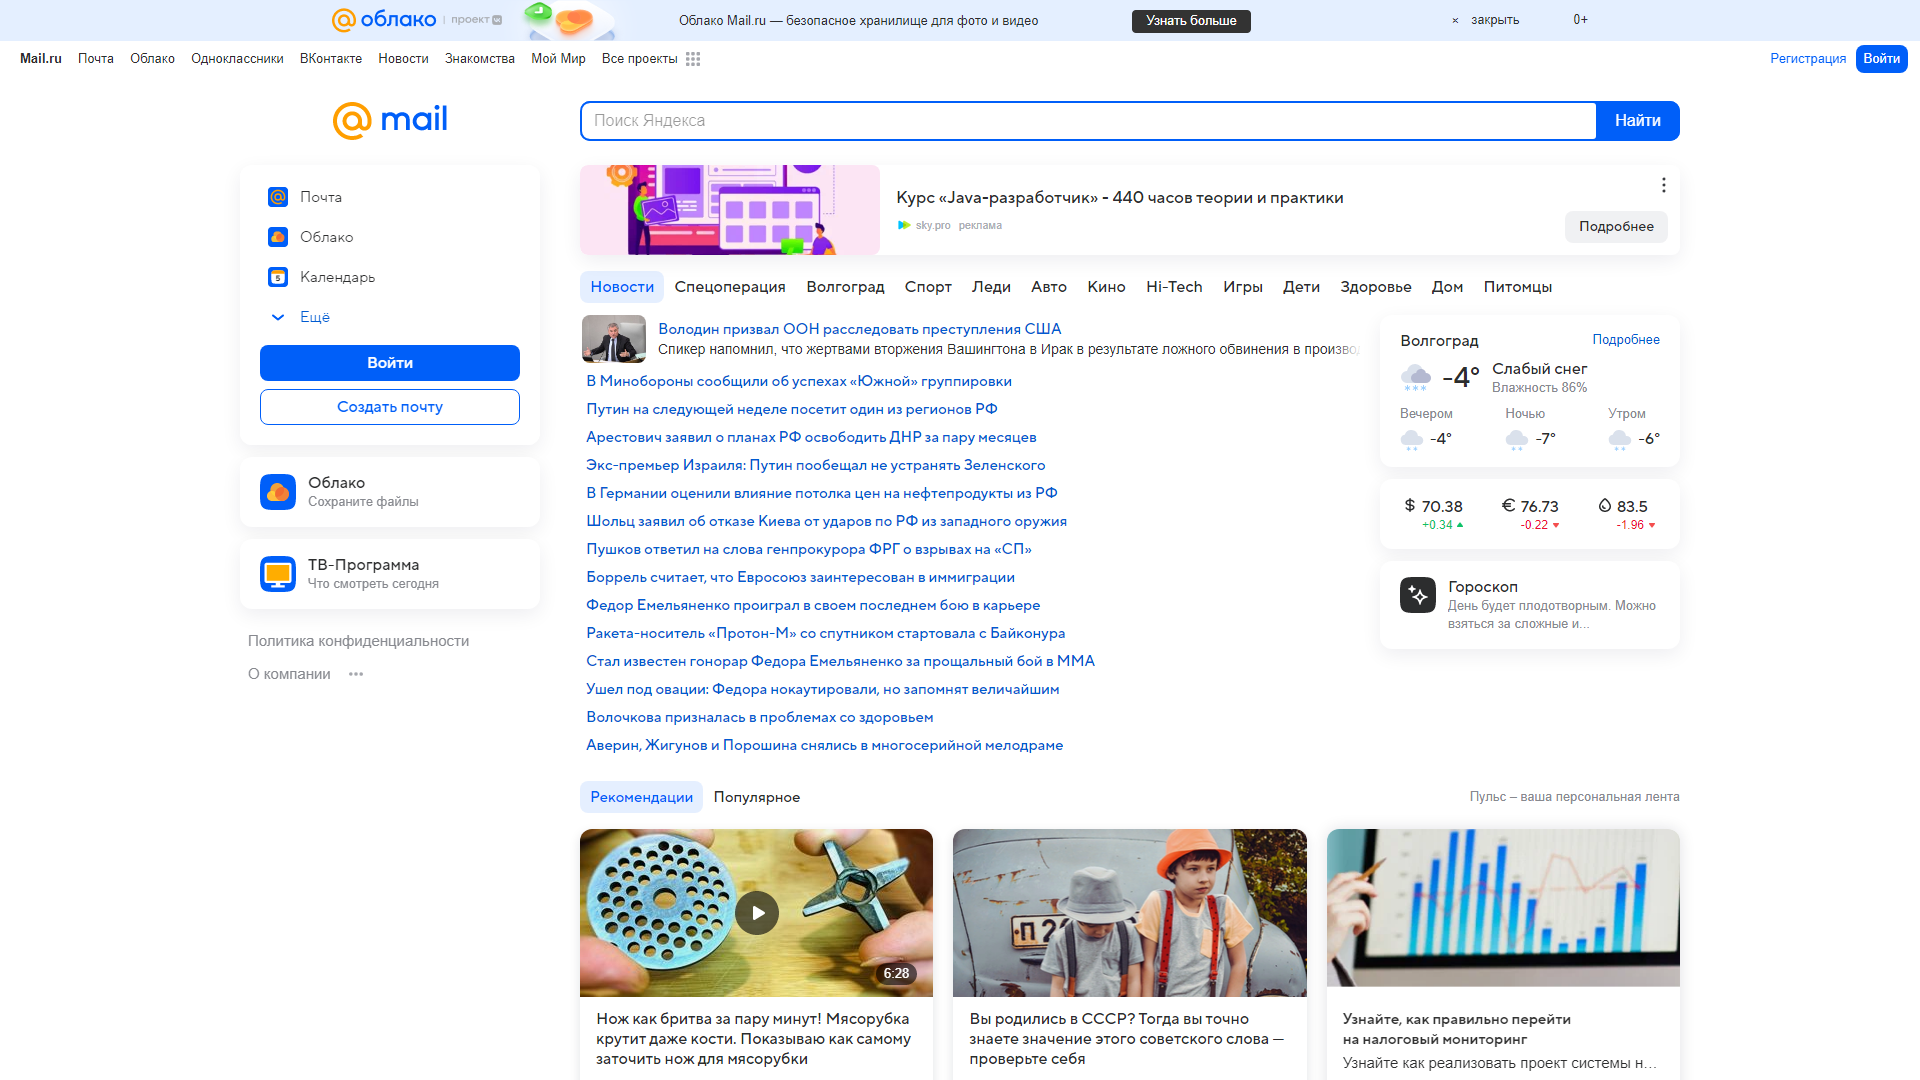 облако | проект
Облако Mail.ru — безопасное хранилище для фото и видео
Узнать больше
× закрыть
0+
Mail.ru Почта Облако Одноклассники ВКонтакте Новости Знакомства Мой Мир Все проекты
Регистрация Войти
mail
Поиск Яндекса
Найти
Почта
Облако
5 Календарь
Ещё
Войти
Создать почту
Облако
Сохраните файлы
ТВ-Программа
Что смотреть сегодня
Политика конфиденциальности
О компании
Курс «Java-разработчик» - 440 часов теории и практики
sky.pro реклама
Подробнее
Новости Спецоперация Волгоград Спорт Леди Авто Кино Hi-Tech Игры Дети Здоровье Дом Питомцы
Володин призвал ООН расследовать преступления США
Спикер напомнил, что жертвами вторжения Вашингтона в Ирак в результате ложного обвинения в произво
В Минобороны сообщили об успехах «Южной» группировки
Путин на следующей неделе посетит один из регионов РФ
Арестович заявил о планах РФ освободить ДНР за пару месяцев
Экс-премьер Израиля: Путин пообещал не устранять Зеленского
В Германии оценили влияние потолка цен на нефтепродукты из РФ
Шольц заявил об отказе Киева от ударов по РФ из западного оружия
Пушков ответил на слова генпрокурора ФРГ о взрывах на «СП»
Боррель считает, что Евросоюз заинтересован в иммиграции
Федор Емельяненко проиграл в своем последнем бою в карьере
Ракета-носитель «Протон-М» со спутником стартовала с Байконура
Стал известен гонорар Федора Емельяненко за прощальный бой в ММА
Ушел под овации: Федора нокаутировали, но запомнят величайшим
Волочкова призналась в проблемах со здоровьем
Аверин, Жигунов и Порошина снялись в многосерийной мелодраме
Волгоград
Подробнее
-4° Слабый снег
Влажность 86%
Вечером Ночью Утром
-4° -7° -6°
$ 70.38 € 76.73 83.5
+0.34 -0.22 -1.96
Гороскоп
День будет плодотворным. Можно
взяться за сложные и...
Рекомендации Популярное
Пульс – ваша персональная лента
6:28
Нож как бритва за пару минут! Мясорубка
крутит даже кости. Показываю как самому
заточить нож для мясорубки
П 2
Вы родились в СССР? Тогда вы точно
знаете значение этого советского слова —
проверьте себя
Узнайте, как правильно перейти
на налоговый мониторинг
Узнайте как реализовать проект системы н...